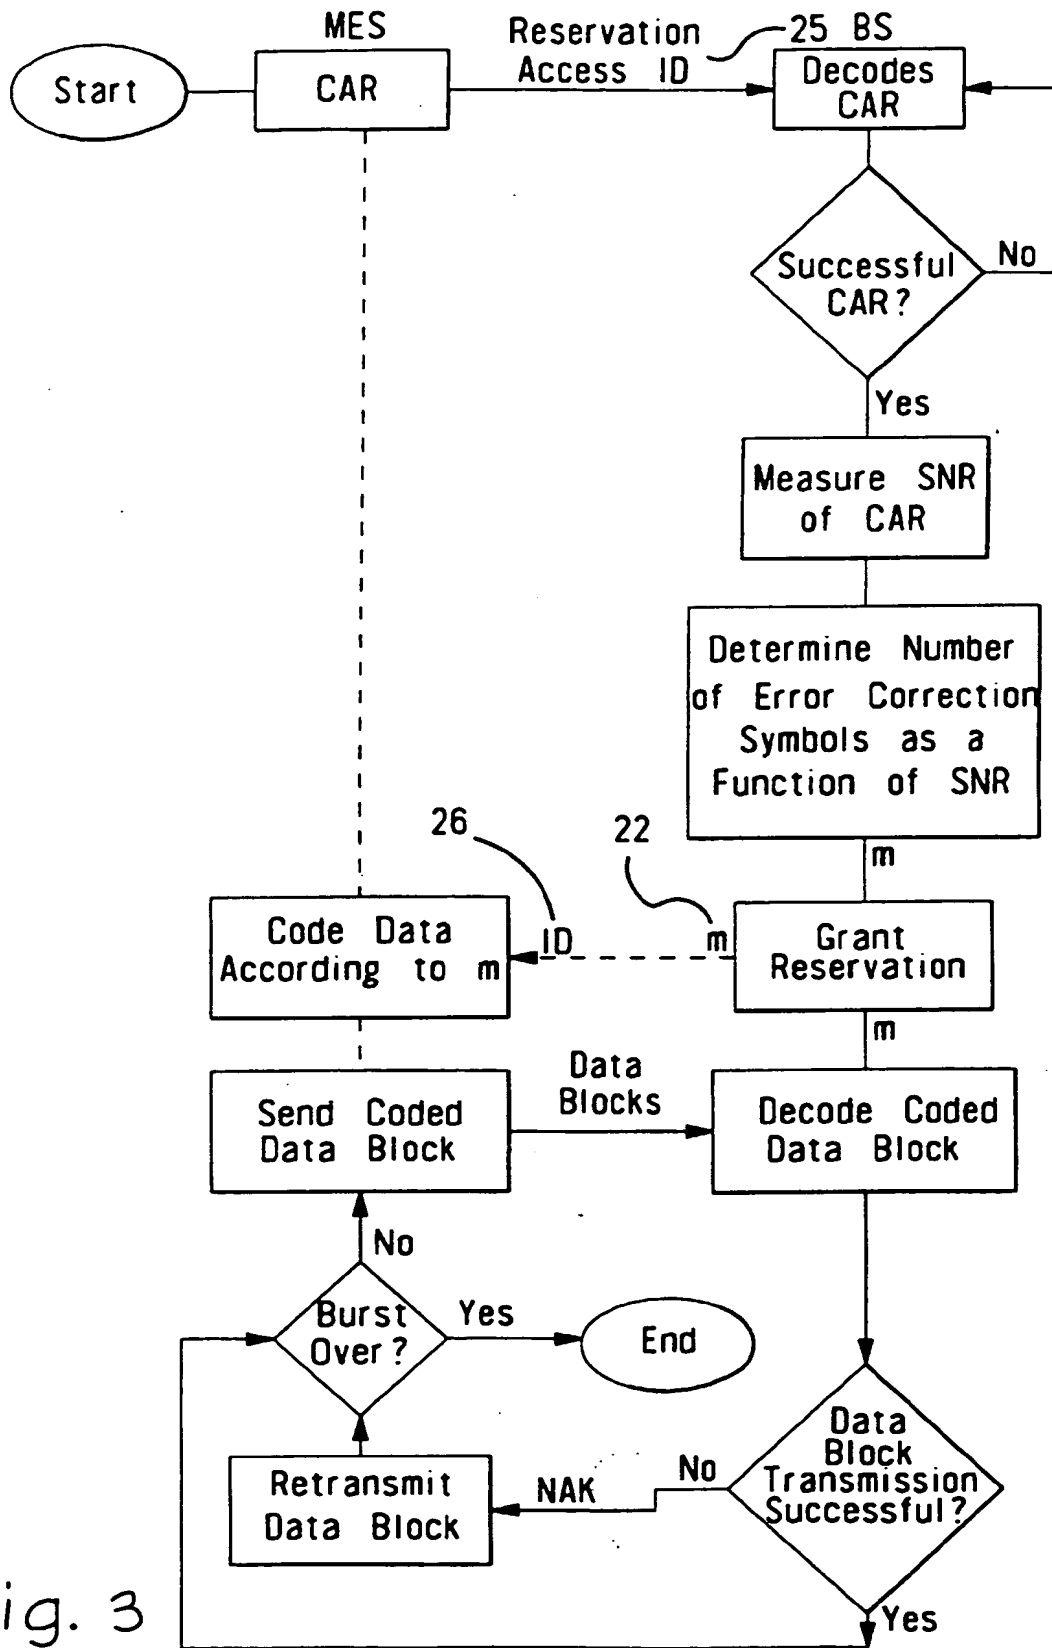 MES
Reservation
Access ID
25 BS
Start
CAR
Decodes
CAR
Successful
CAR?
No
Yes
Measure SNR
of CAR
Determine Number
of Error Correction
Symbols as a
Function of SNR
m
26
22
Code Data
According to m
ID
m
Grant
Reservation
m
Send Coded
Data Block
Data
Blocks
Decode Coded
Data Block
No
Burst
Over?
Yes
End
Data
Block
Transmission
Successful?
No
NAK
Retransmit
Data Block
Yes
ig. 3